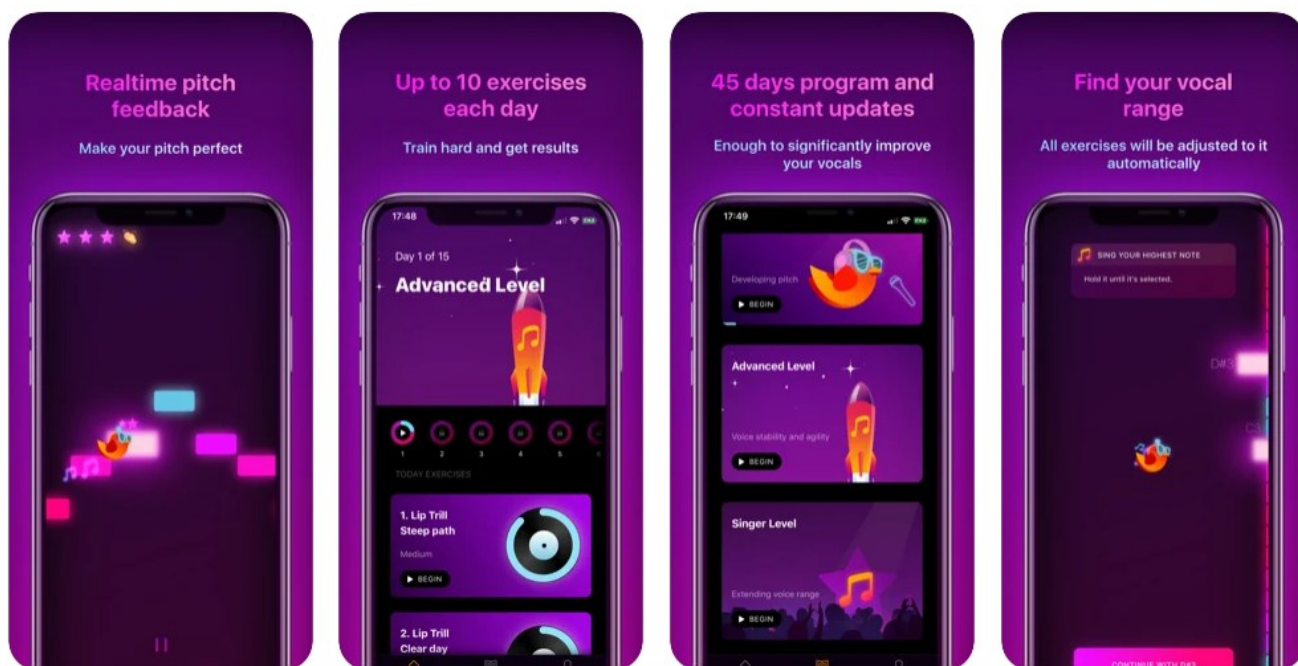 Realtime pitch
feedback
Make your pitch perfect
Up to 10 exercises
each day
Train hard and get results
17:48
Day 1 of 15
Advanced Level
1
2
3
4
5
6
TODAY EXERCISES
1. Lip Trill
Steep path
Medium
BEGIN
2. Lip Trill
Clear day
45 days program and
constant updates
Enough to significantly improve
your vocals
17:49
Developing pitch
BEGIN
Advanced Level
Voice stability and agility
BEGIN
Singer Level
Extending voice range
BEGIN
Find your vocal
range
All exercises will be adjusted to it
automatically
SING YOUR HIGHEST NOTE
Hold it until it's selected.
D#3
C3
CONTINUE WITH D#3